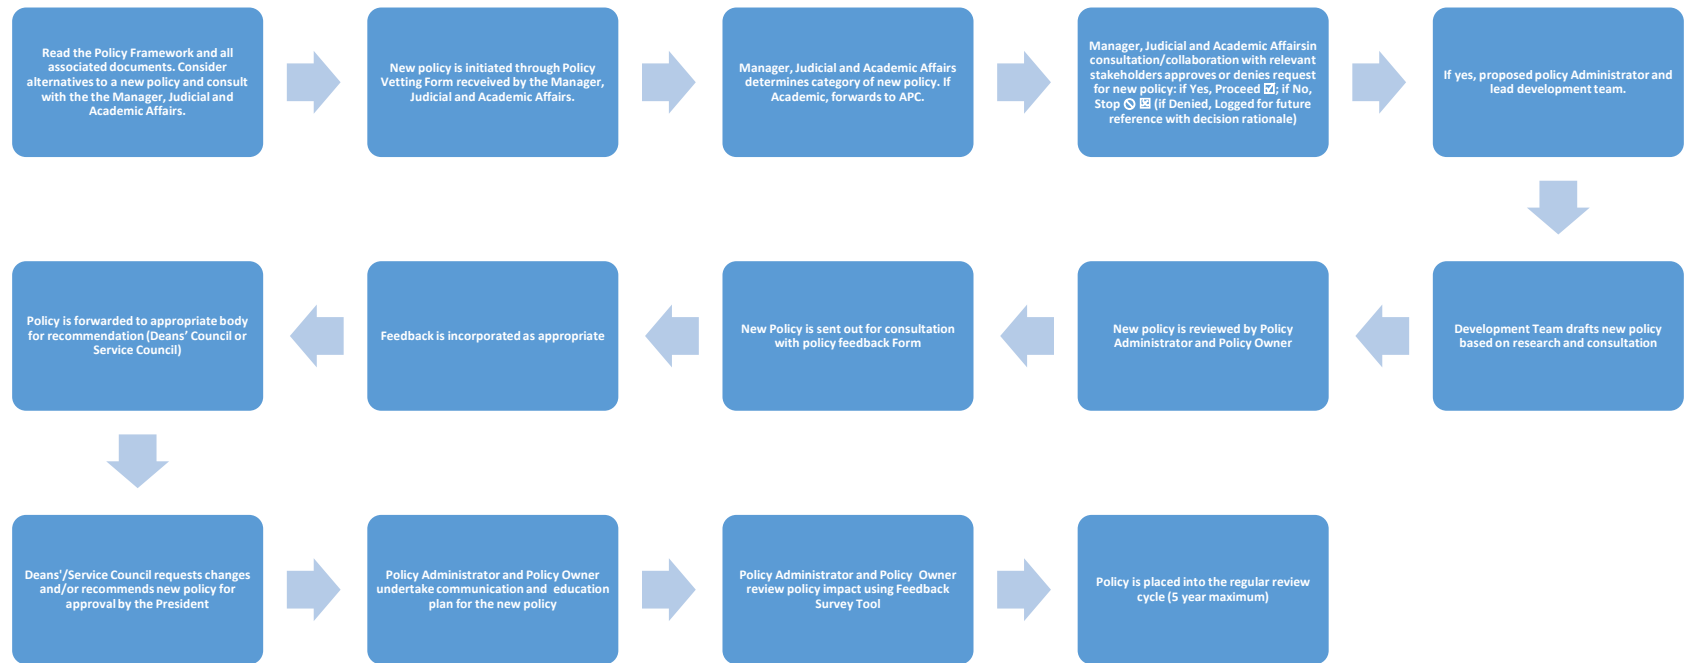 Read the Policy Framework and all
associated documents. Consider
alternatives to a new policy and consult
with the the Manager, Judicial and
Academic Affairs.
New policy is initiated through Policy
Vetting Form recveived by the Manager,
Judicial and Academic Affairs.
Manager, Judicial and Academic Affairs
determines category of new policy. If
Academic, forwards to APC.
Manager, Judicial and Academic Affairsin
consultation/collaboration with relevant
stakeholders approves or denies request
for new policy: if Yes, Proceed ☑; if No,
Stop 🛇 ☒ (if Denied, Logged for future
reference with decision rationale)
If yes, proposed policy Administrator and
lead development team.
Development Team drafts new policy
based on research and consultation
New policy is reviewed by Policy
Administrator and Policy Owner
New Policy is sent out for consultation
with policy feedback Form
Feedback is incorporated as appropriate
Policy is forwarded to appropriate body
for recommendation (Deans' Council or
Service Council)
Deans'/Service Council requests changes
and/or recommends new policy for
approval by the President
Policy Administrator and Policy Owner
undertake communication and education
plan for the new policy
Policy Administrator and Policy Owner
review policy impact using Feedback
Survey Tool
Policy is placed into the regular review
cycle (5 year maximum)